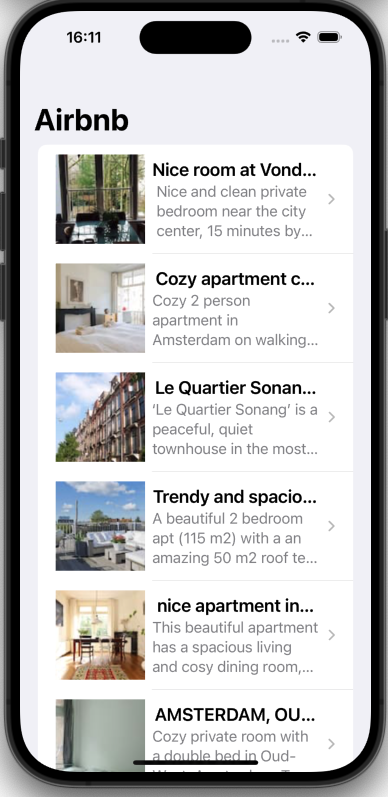 16:11
Airbnb
Nice room at Vond...
Nice and clean private
bedroom near the city
center, 15 minutes by...
Cozy apartment c...
Cozy 2 person
apartment in
Amsterdam on walking...
Le Quartier Sonan...
‘Le Quartier Sonang’ is a
peaceful, quiet
townhouse in the most...
Trendy and spacio...
A beautiful 2 bedroom
apt (115 m2) with a an
amazing 50 m2 roof te...
nice apartment in...
This beautiful apartment
has a spacious living
and cosy dining room,...
AMSTERDAM, OU...
Cozy private room with
a double bed in Oud-